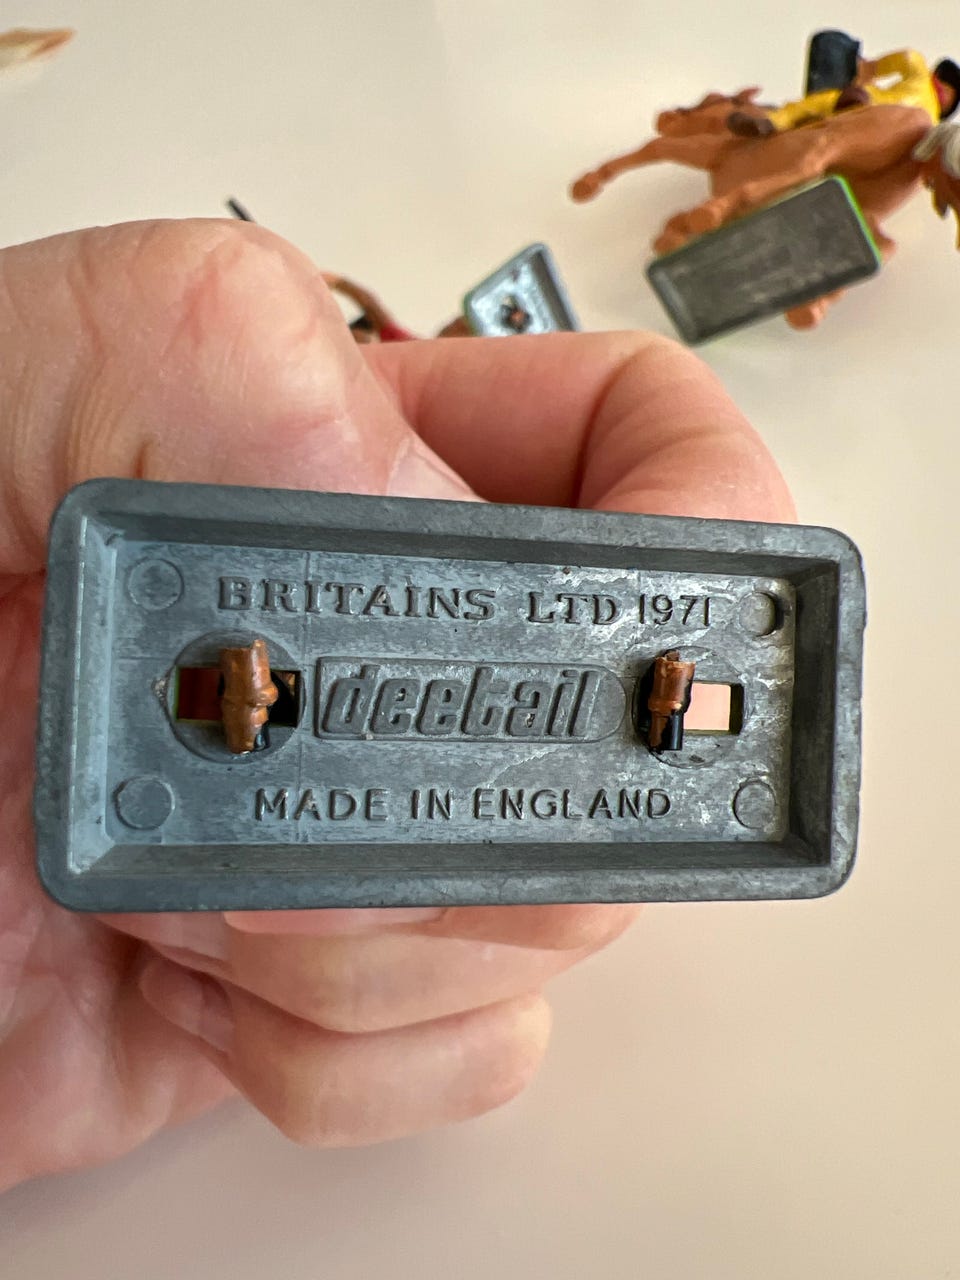 BRITAINS LTD 1971
deetail
MADE IN ENGLAND